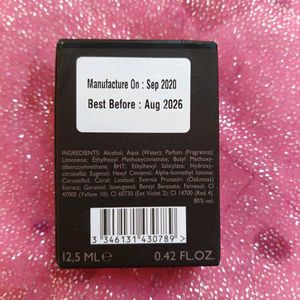 Manufacture On : Sep 2020
Best Before : Aug 2026
INGREDIENTS: Alcohol, Aqua (Water), Parfum (Fragrance),
Limonene; Ethylhexyl Methoxycinnamate; Butyl Methoxy-
dibenzoylmethane; BHT; Ethylhexyl Salicylate, Hydroxy-
citronellal, Eugenol; Hexyl Cinnamal; Alpha-Isomethyl Ionone;
Citronellol; Citral; Linalool; Evernia Prunastri (Oakmoss)
Extract; Geraniol; Isoeugenol; Benzyl Benzoate, Farnesol, CI
47005 (Yellow 10); CI 60730 (Ext Violet 2); CI 14700 (Red 4).
80% vol.
3 346131 430789 >
12,5 ML e 0.42 FL.OZ.